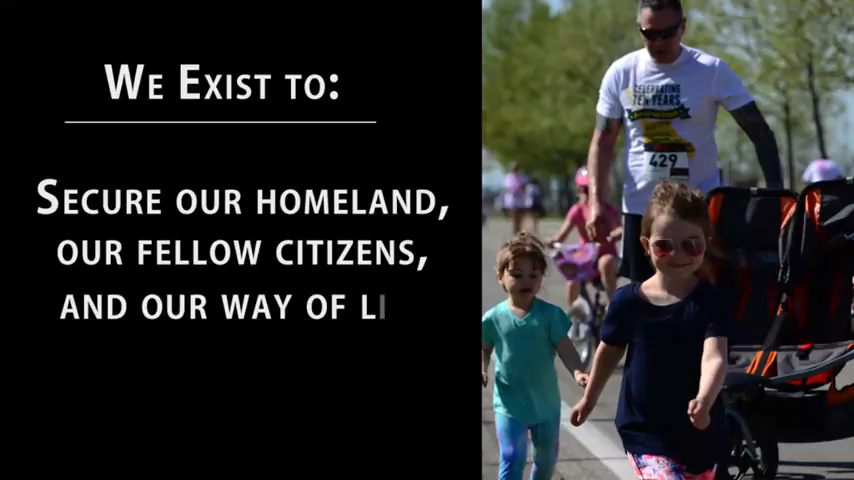 We Exist to:
Secure our homeland,
our fellow citizens,
and our way of li
CELEBRATING
TEN YEARS
429